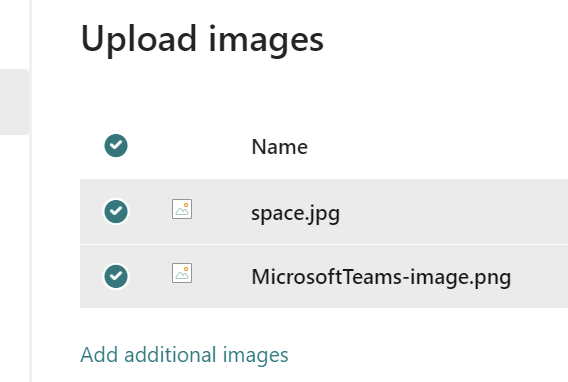 Upload images
Name
space.jpg
MicrosoftTeams-image.png
Add additional images